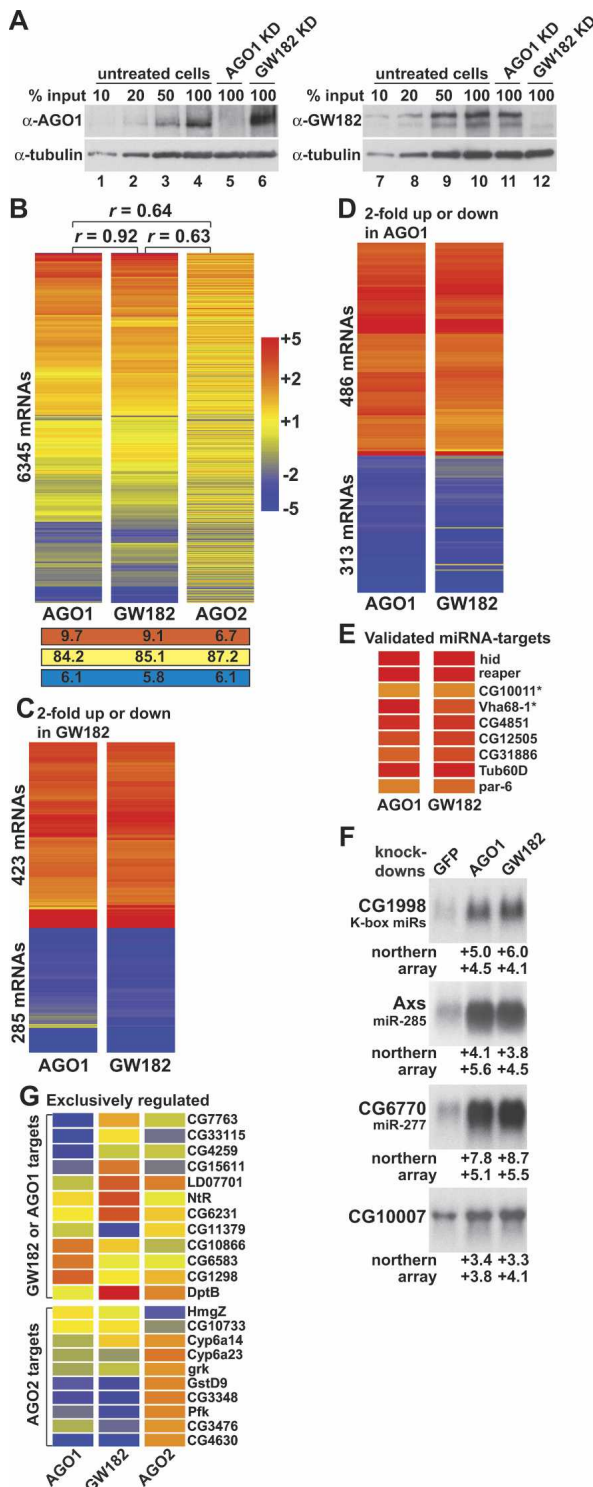 A
AGO1 KD
GW182 KD
untreated cells
% input 10 20 50 100 100 100
α-AGO1
α-tubulin
1 2 3 4 5 6
AGO1 KD
GW182 KD
untreated cells
% input 10 20 50 100 100 100
α-GW182
α-tubulin
7 8 9 10 11 12
B
r = 0.64
r = 0.92 r = 0.63
6345 mRNAs
+5
+2
+1
-2
-5
AGO1 GW182 AGO2
9.7 9.1 6.7
84.2 85.1 87.2
6.1 5.8 6.1
C
2-fold up or down
in GW182
423 mRNAs
285 mRNAs
AGO1 GW182
D
2-fold up or down
in AGO1
486 mRNAs
313 mRNAs
AGO1 GW182
E Validated miRNA-targets
hid
reaper
CG10011*
Vha68-1*
CG4851
CG12505
CG31886
Tub60D
par-6
AGO1 GW182
F
knock-
downs
GFP
AGO1
GW182
CG1998
K-box miRs
northern +5.0 +6.0
array +4.5 +4.1
Axs
miR-285
northern +4.1 +3.8
array +5.6 +4.5
CG6770
miR-277
northern +7.8 +8.7
array +5.1 +5.5
CG10007
northern +3.4 +3.3
array +3.8 +4.1
G Exclusively regulated
GW182 or AGO1 targets
CG7763
CG33115
CG4259
CG15611
LD07701
NtR
CG6231
CG11379
CG10866
CG6583
CG1298
DptB
AGO2 targets
HmgZ
CG10733
Cyp6a14
Cyp6a23
grk
GstD9
CG3348
Pfk
CG3476
CG4630
AGO1
GW182
AGO2